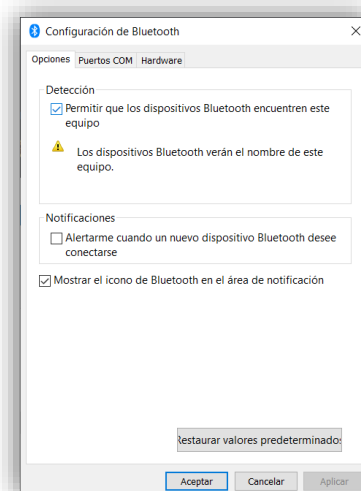 Configuración de Bluetooth
Opciones Puertos COM Hardware
Detección
Permitir que los dispositivos Bluetooth encuentren este
equipo
Los dispositivos Bluetooth verán el nombre de este
equipo.
Notificaciones
Alertarme cuando un nuevo dispositivo Bluetooth desee
conectarse
Mostrar el icono de Bluetooth en el área de notificación
Restaurar valores predeterminados
Aceptar Cancelar Aplicar